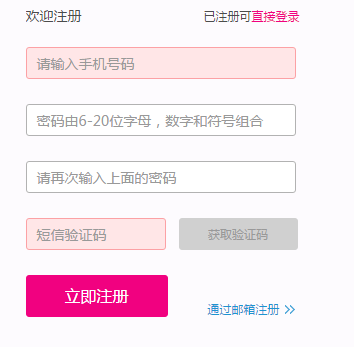 欢迎注册 已注册可直接登录
请输入手机号码
密码由6-20位字母，数字和符号组合
请再次输入上面的密码
短信验证码 获取验证码
立即注册
通过邮箱注册 >>